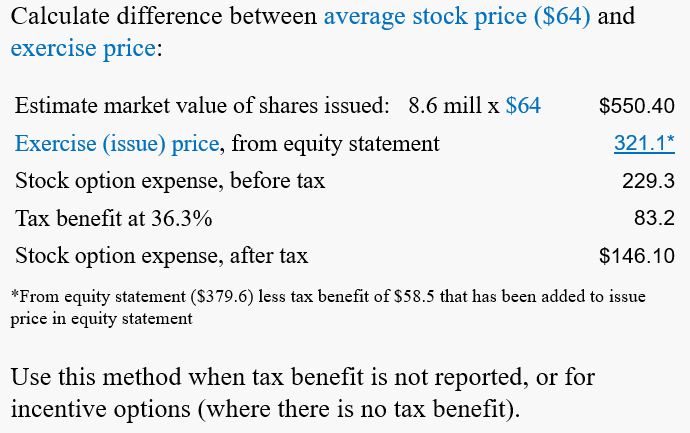 Calculate difference between average stock price ($64) and
exercise price:
Estimate market value of shares issued: 8.6 mill x $64 $550.40
Exercise (issue) price, from equity statement 321.1*
Stock option expense, before tax 229.3
Tax benefit at 36.3% 83.2
Stock option expense, after tax $146.10
*From equity statement ($379.6) less tax benefit of $58.5 that has been added to issue
price in equity statement
Use this method when tax benefit is not reported, or for
incentive options (where there is no tax benefit).